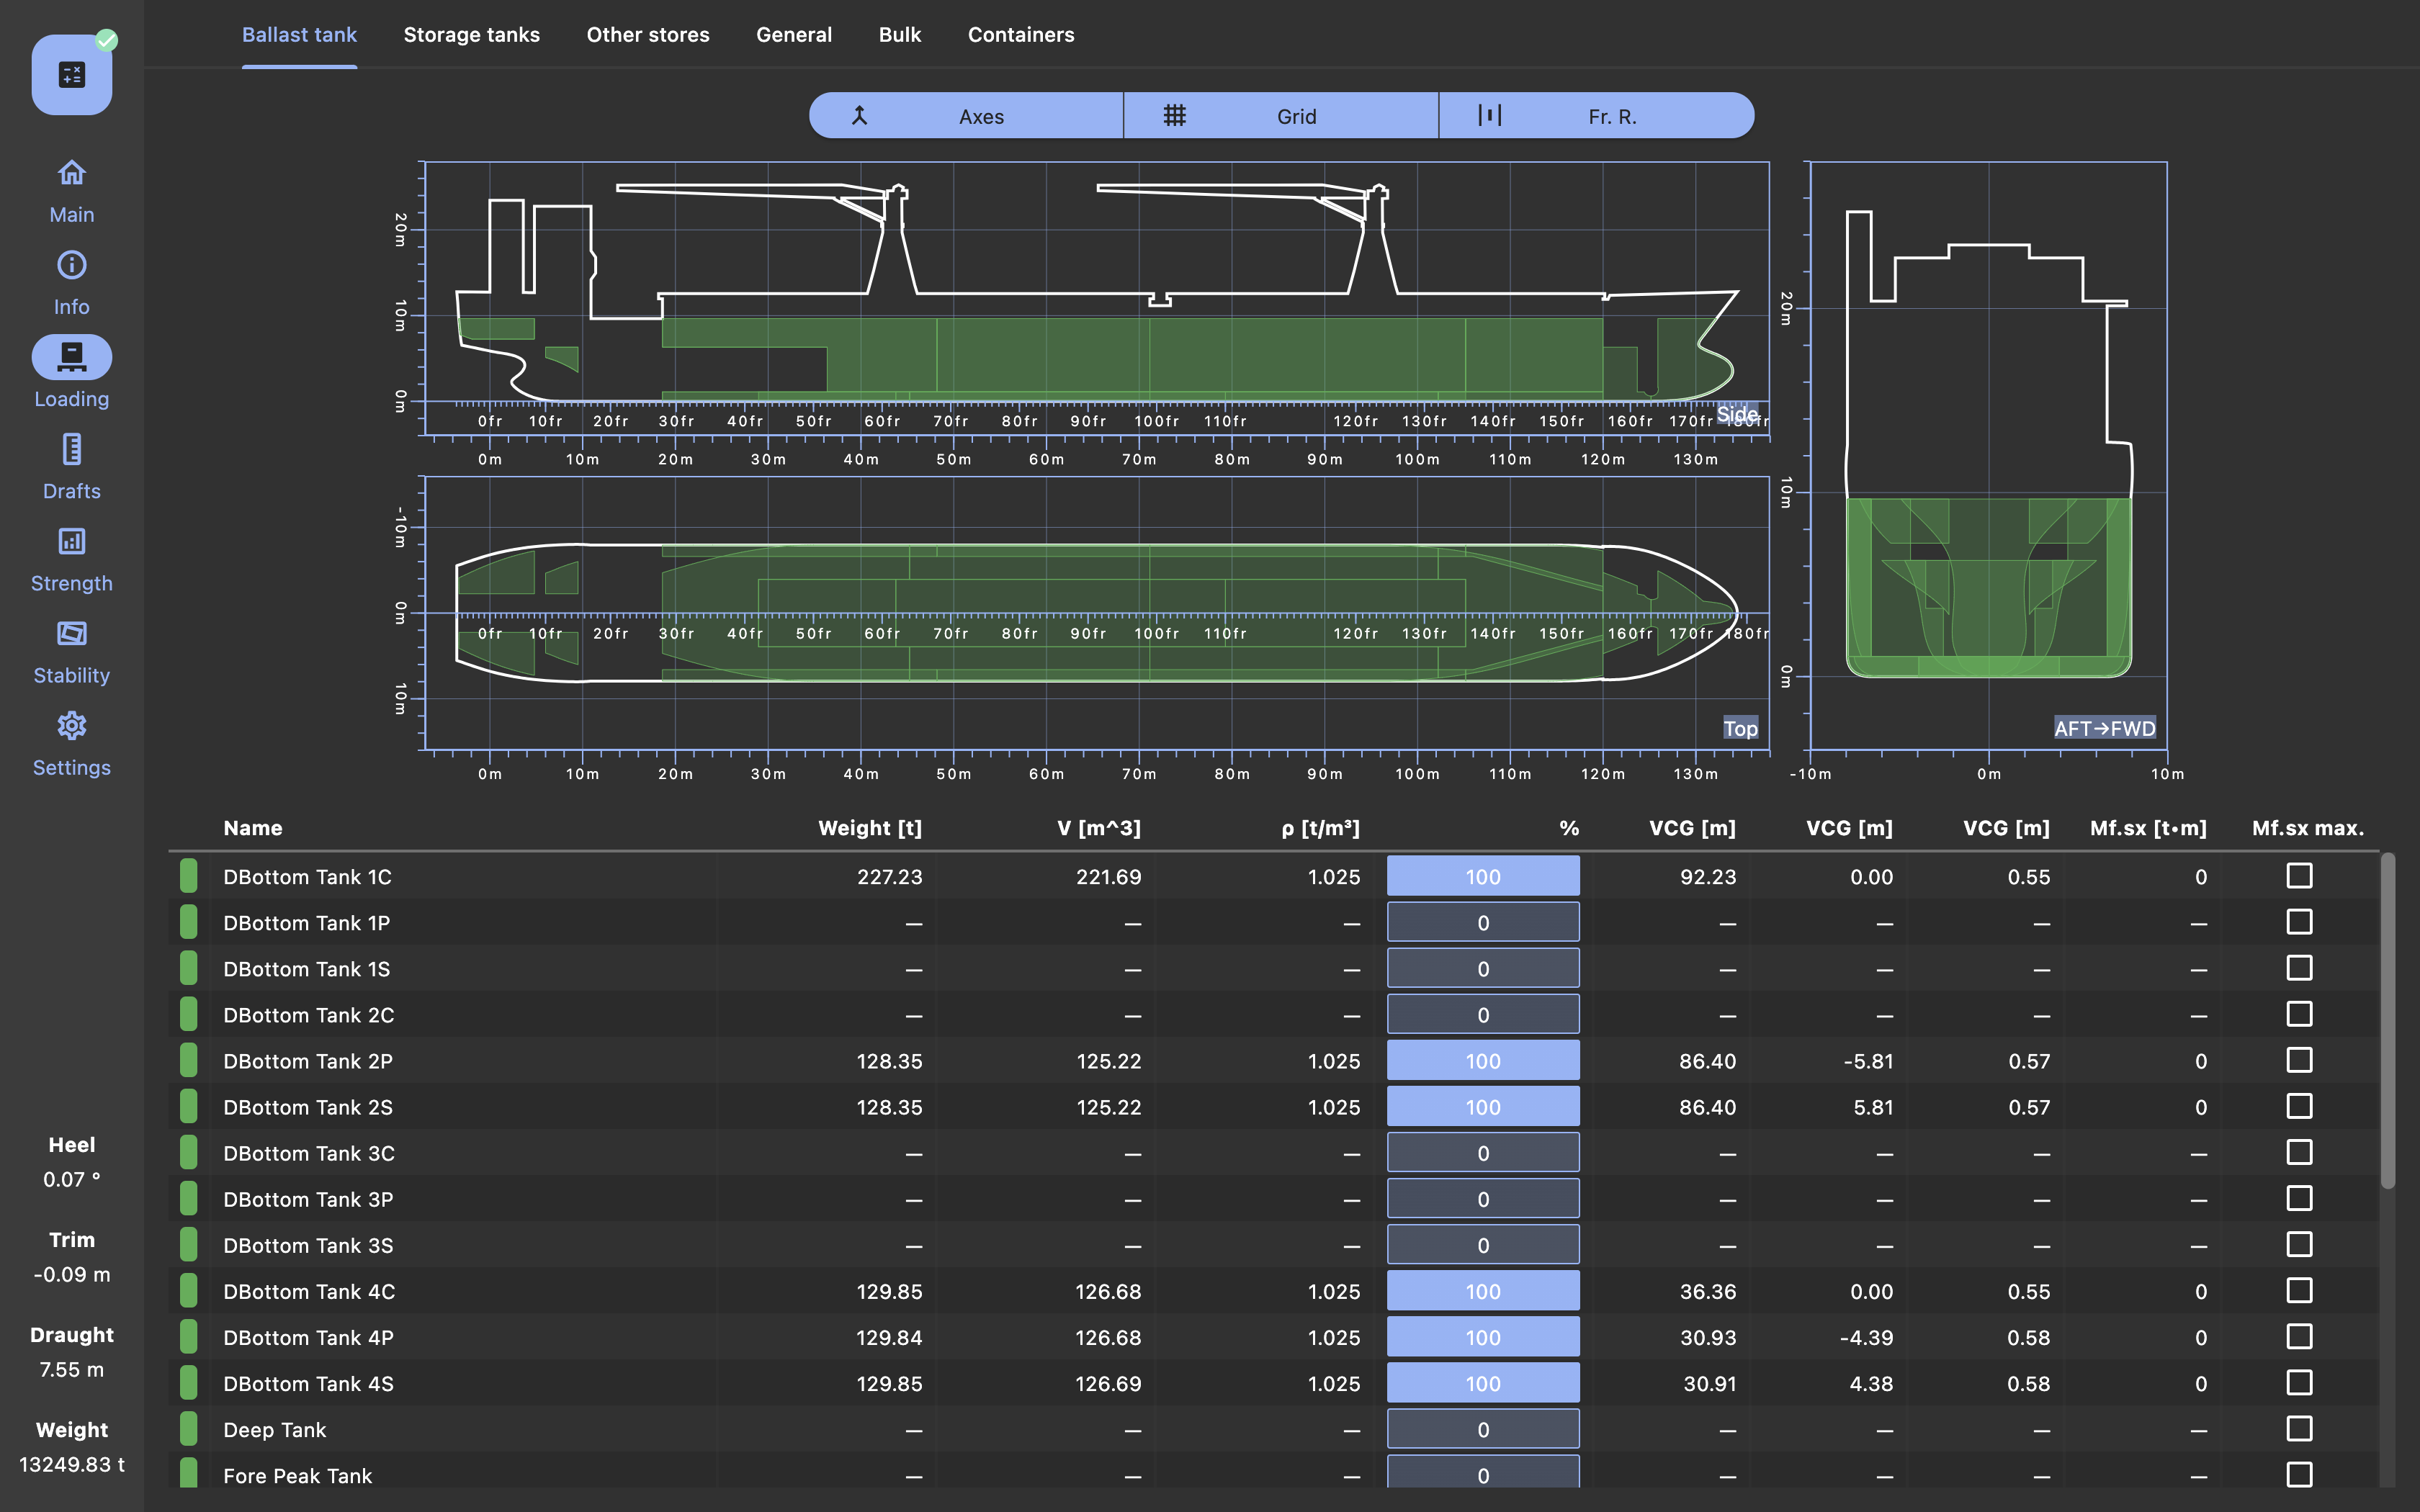 Ballast tank Storage tanks Other stores General Bulk Containers
Main
Info
Loading
Drafts
Strength
Stability
Settings
Heel
0.07 °
Trim
-0.09 m
Draught
7.55 m
Weight
13249.83 t
Axes Grid Fr. R.
20m
10m
0m
0fr 10fr 20fr 30fr 40fr 50fr 60fr 70fr 80fr 90fr 100fr 110fr 120fr 130fr 140fr 150fr 160fr 170fr 180fr
Side
0m 10m 20m 30m 40m 50m 60m 70m 80m 90m 100m 110m 120m 130m
-10m
0m
10m
0fr 10fr 20fr 30fr 40fr 50fr 60fr 70fr 80fr 90fr 100fr 110fr 120fr 130fr 140fr 150fr 160fr 170fr 180fr
Top
0m 10m 20m 30m 40m 50m 60m 70m 80m 90m 100m 110m 120m 130m
20m
10m
0m
AFT→FWD
-10m 0m 10m
Name Weight [t] V [m^3] ρ [t/m³] % VCG [m] VCG [m] VCG [m] Mf.sx [t•m] Mf.sx max.
DBottom Tank 1C 227.23 221.69 1.025 100 92.23 0.00 0.55 0
DBottom Tank 1P — — — 0 — — — —
DBottom Tank 1S — — — 0 — — — —
DBottom Tank 2C — — — 0 — — — —
DBottom Tank 2P 128.35 125.22 1.025 100 86.40 -5.81 0.57 0
DBottom Tank 2S 128.35 125.22 1.025 100 86.40 5.81 0.57 0
DBottom Tank 3C — — — 0 — — — —
DBottom Tank 3P — — — 0 — — — —
DBottom Tank 3S — — — 0 — — — —
DBottom Tank 4C 129.85 126.68 1.025 100 36.36 0.00 0.55 0
DBottom Tank 4P 129.84 126.68 1.025 100 30.93 -4.39 0.58 0
DBottom Tank 4S 129.85 126.69 1.025 100 30.91 4.38 0.58 0
Deep Tank — — — 0 — — — —
Fore Peak Tank — — — 0 — — — —